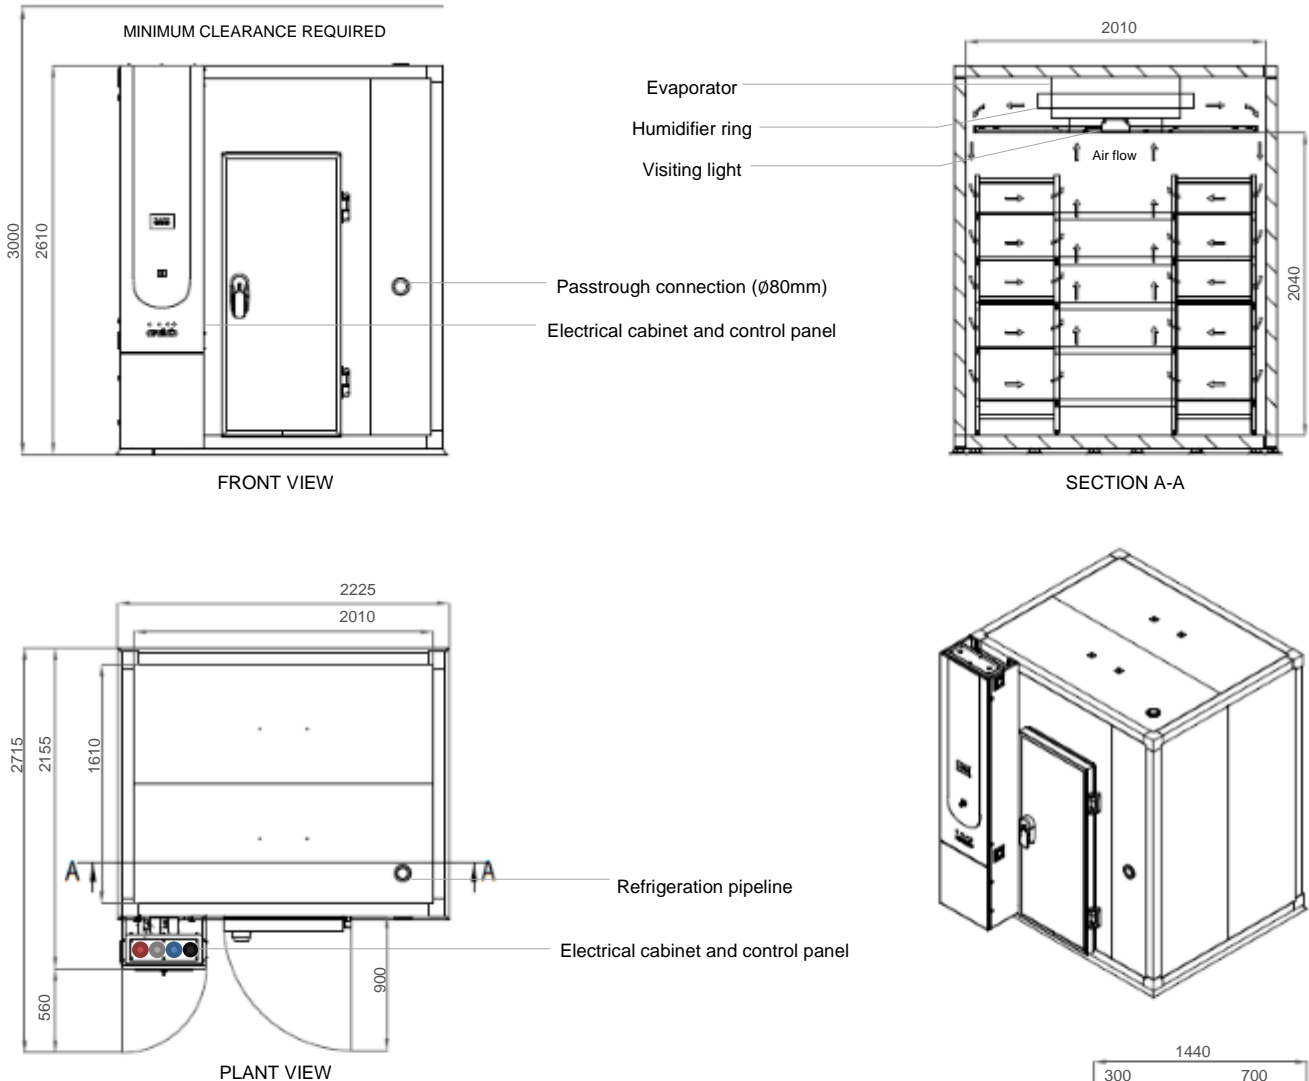 MINIMUM CLEARANCE REQUIRED
3000
2610
2010
Evaporator
Humidifier ring
Visiting light
Air flow
2040
Passtrough connection (Ø80mm)
Electrical cabinet and control panel
FRONT VIEW
SECTION A-A
2225
2010
2715
2155
1610
A
A
Refrigeration pipeline
Electrical cabinet and control panel
560
900
PLANT VIEW
1440
300
700